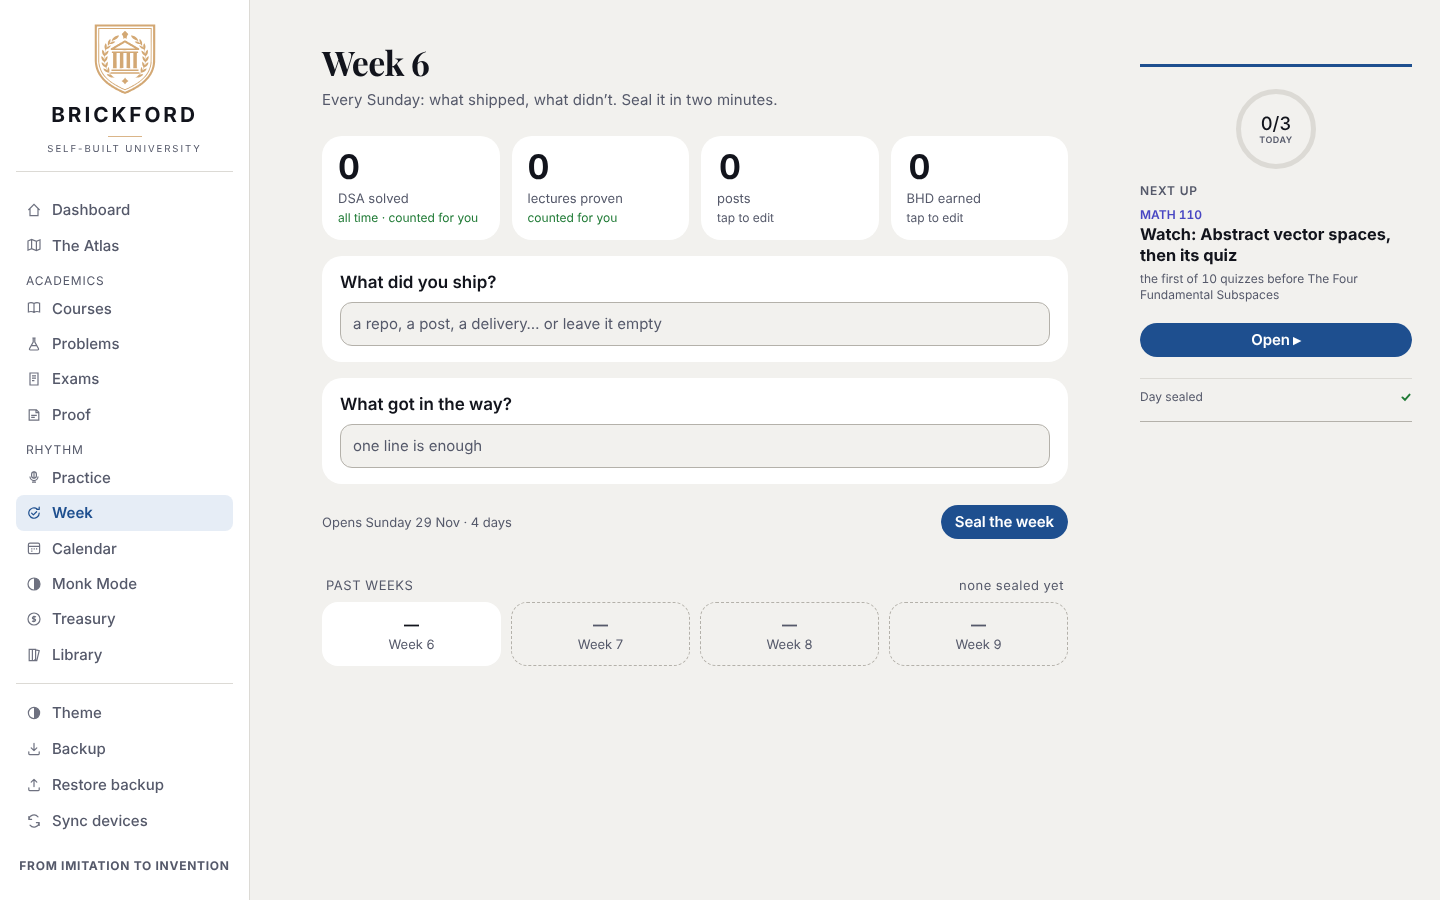 BRICKFORD
SELF-BUILT UNIVERSITY
Dashboard
The Atlas
ACADEMICS
Courses
Problems
Exams
Proof
RHYTHM
Practice
Week
Calendar
Monk Mode
Treasury
Library
Theme
Backup
Restore backup
Sync devices
FROM IMITATION TO INVENTION
Week 6
Every Sunday: what shipped, what didn’t. Seal it in two minutes.
0
DSA solved
all time · counted for you
0
lectures proven
counted for you
0
posts
tap to edit
0
BHD earned
tap to edit
What did you ship?
a repo, a post, a delivery... or leave it empty
What got in the way?
one line is enough
Opens Sunday 29 Nov · 4 days
Seal the week
PAST WEEKS
none sealed yet
—
Week 6
—
Week 7
—
Week 8
—
Week 9
0/3
TODAY
NEXT UP
MATH 110
Watch: Abstract vector spaces,
then its quiz
the first of 10 quizzes before The Four
Fundamental Subspaces
Open ▸
Day sealed